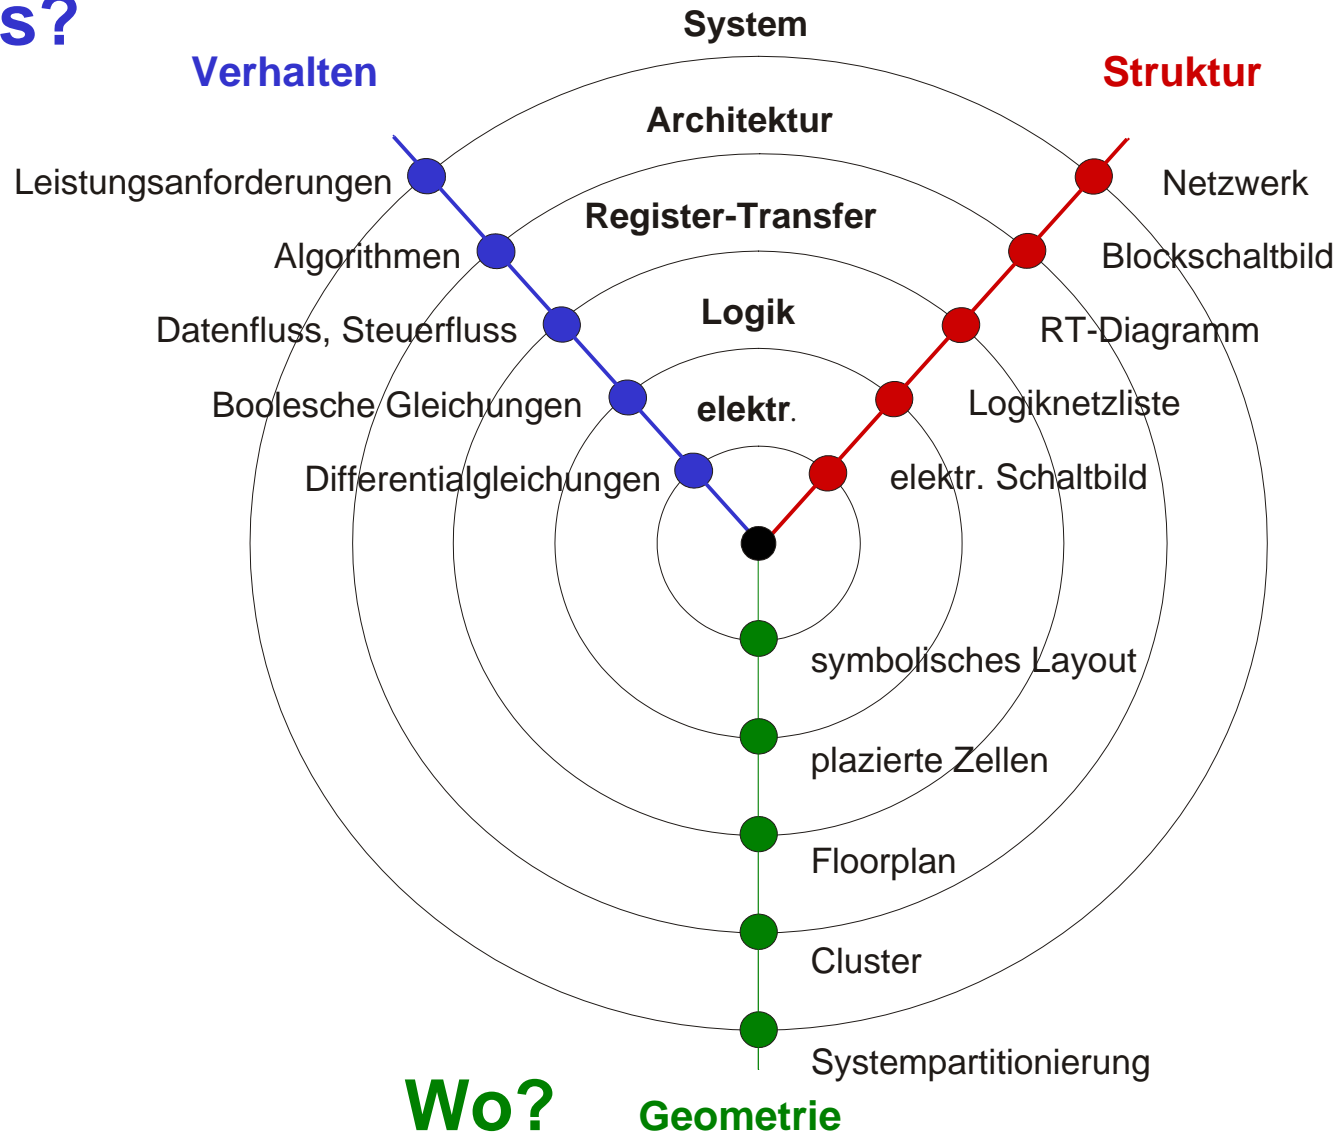 s?
System
Verhalten
Struktur
Architektur
Leistungsanforderungen
Netzwerk
Register-Transfer
Algorithmen
Blockschaltbild
Logik
Datenfluss, Steuerfluss
RT-Diagramm
elektr.
Boolesche Gleichungen
Logiknetzliste
Differentialgleichungen
elektr. Schaltbild
symbolisches Layout
plazierte Zellen
Floorplan
Cluster
Systempartitionierung
Wo?
Geometrie